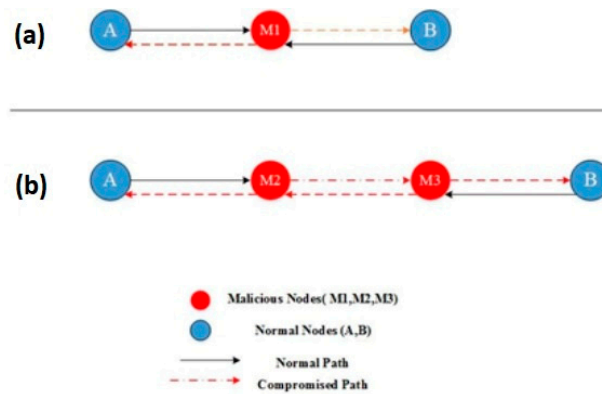 (a)
A M1 B
(b)
A M2 M3 B
Malicious Nodes( M1,M2,M3)
Normal Nodes (A,B)
Normal Path
Compromised Path